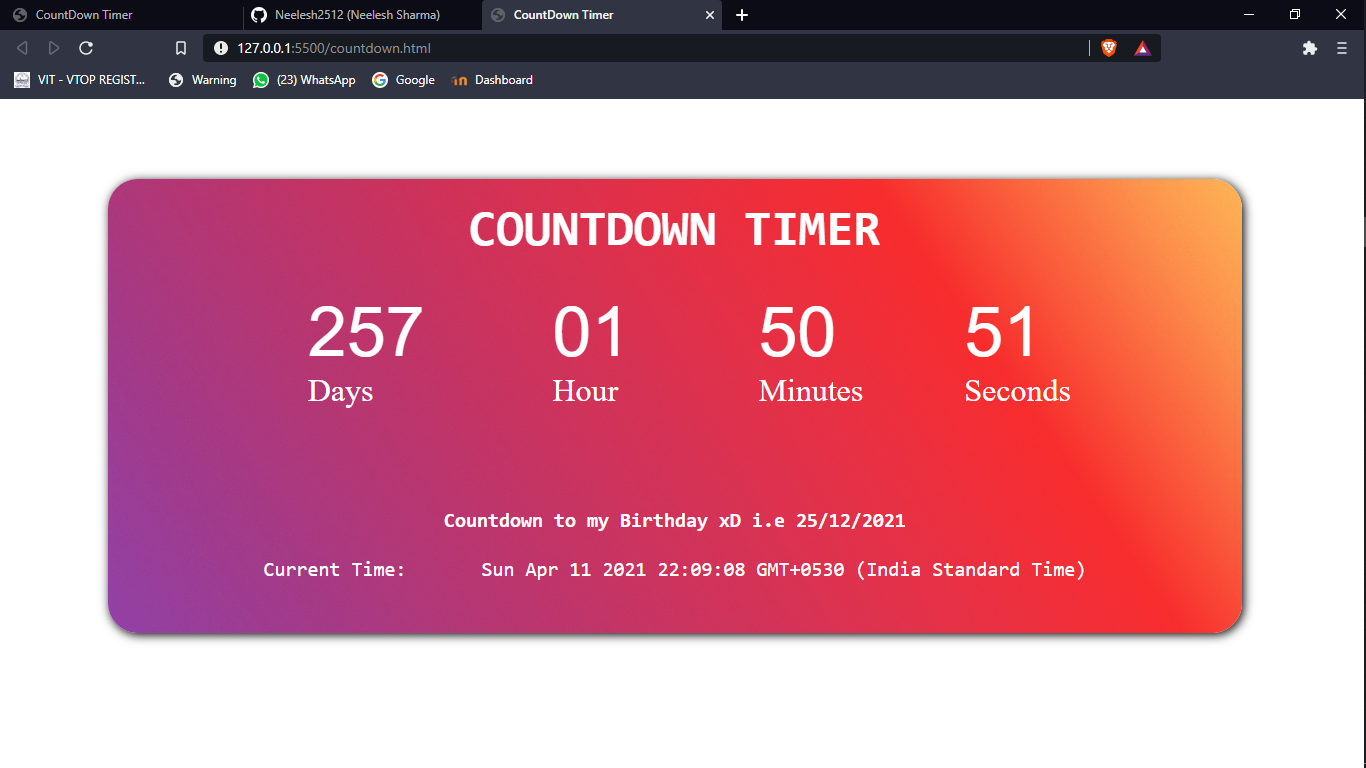 CountDown Timer
Neelesh2512 (Neelesh Sharma)
CountDown Timer
127.0.0.1:5500/countdown.html
VIT - VTOP REGIST...
Warning
(23) WhatsApp
Google
Dashboard
COUNTDOWN TIMER
257 01 50 51
Days Hour Minutes Seconds
Countdown to my Birthday xD i.e 25/12/2021
Current Time: Sun Apr 11 2021 22:09:08 GMT+0530 (India Standard Time)